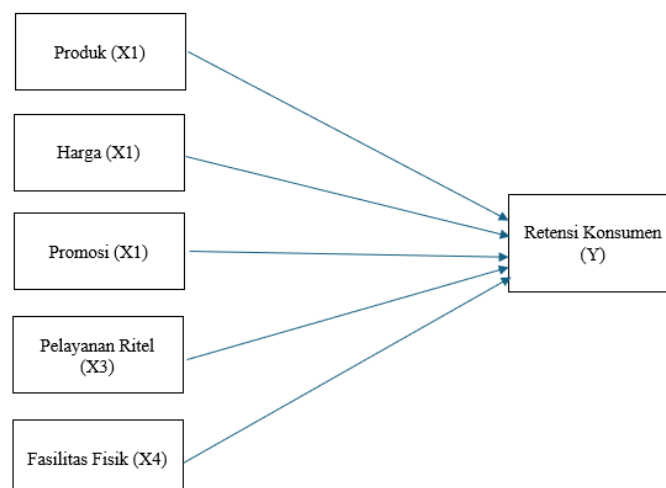 Produk (X1)
Harga (X1)
Promosi (X1)
Pelayanan Ritel
(X3)
Fasilitas Fisik (X4)
Retensi Konsumen
(Y)